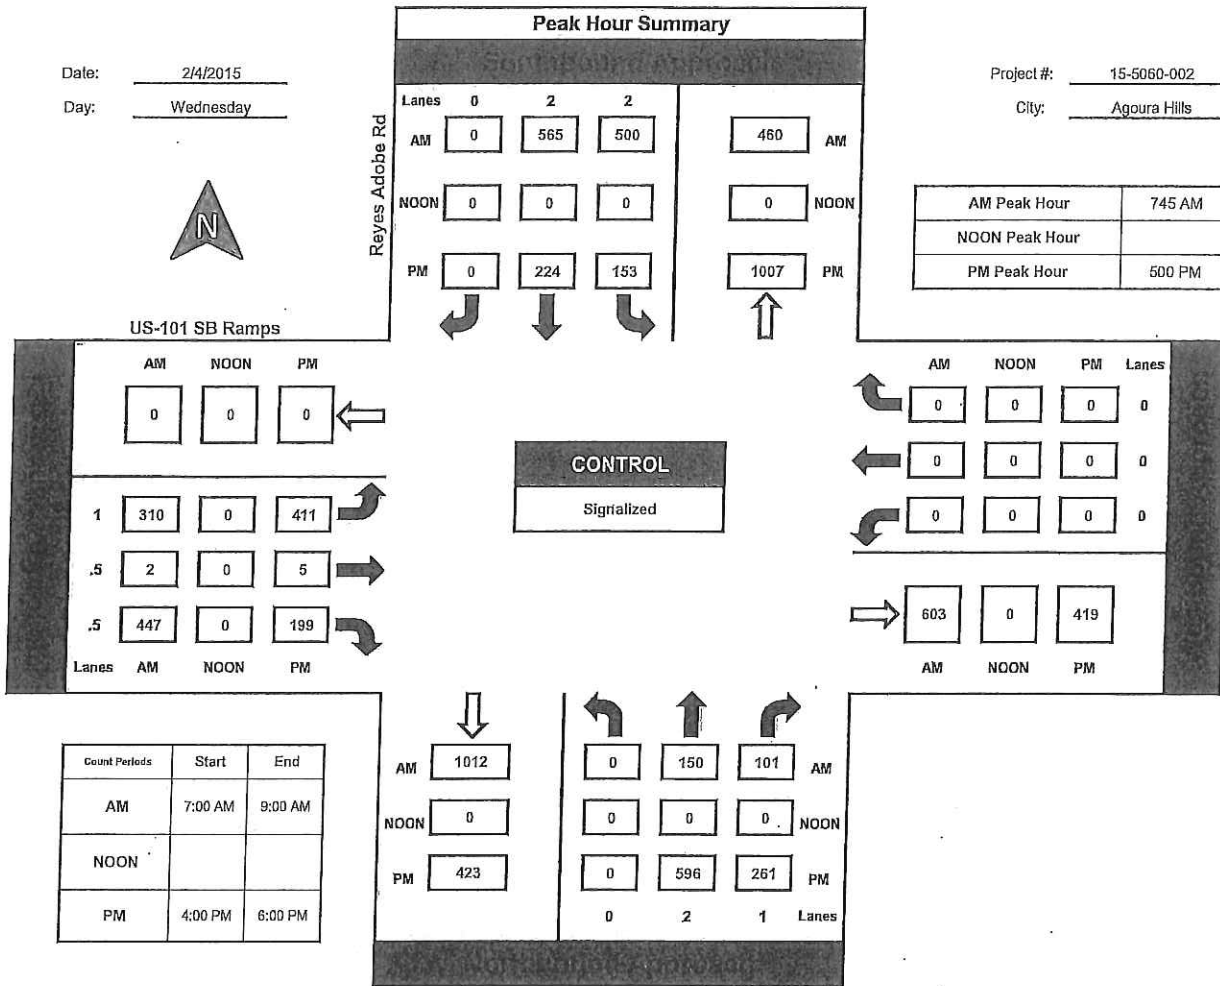 Peak Hour Summary
Southbound Approach
Date: 2/4/2015
Day: Wednesday
Project #: 15-5060-002
City: Agoura Hills
Reyes Adobe Rd
Lanes 0 2 2
AM 0 565 500 460 AM
NOON 0 0 0 0 NOON
PM 0 224 153 1007 PM
N
AM Peak Hour 745 AM
NOON Peak Hour
PM Peak Hour 500 PM
US-101 SB Ramps
AM NOON PM
0 0 0
1 310 0 411
.5 2 0 5
.5 447 0 199
Lanes AM NOON PM
CONTROL
Signalized
AM NOON PM Lanes
0 0 0 0
0 0 0 0
0 0 0 0
603 0 419
AM NOON PM
Count Periods Start End
AM 7:00 AM 9:00 AM
NOON
PM 4:00 PM 6:00 PM
AM 1012 0 150 101 AM
NOON 0 0 0 0 NOON
PM 423 0 596 261 PM
0 2 1 Lanes
Northbound Approach